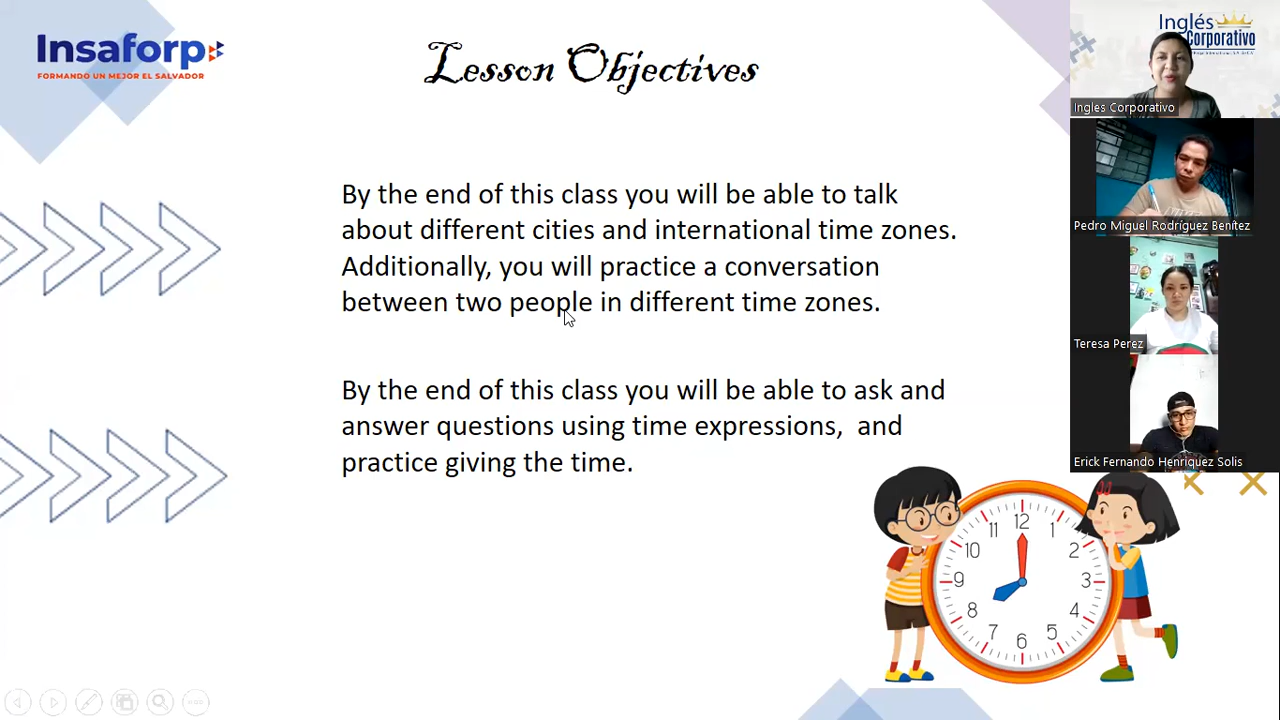 Insaforp
FORMANDO UN MEJOR EL SALVADOR
Lesson Objectives
By the end of this class you will be able to talk
about different cities and international time zones.
Additionally, you will practice a conversation
between two people in different time zones.
By the end of this class you will be able to ask and
answer questions using time expressions,  and
practice giving the time.
12
1
2
3
4
5
6
7
8
9
10
11
Inglés
Corporativo
Ingles Corporativo
Pedro Miguel Rodríguez Benítez
Teresa Perez
Erick Fernando Henriquez Solis